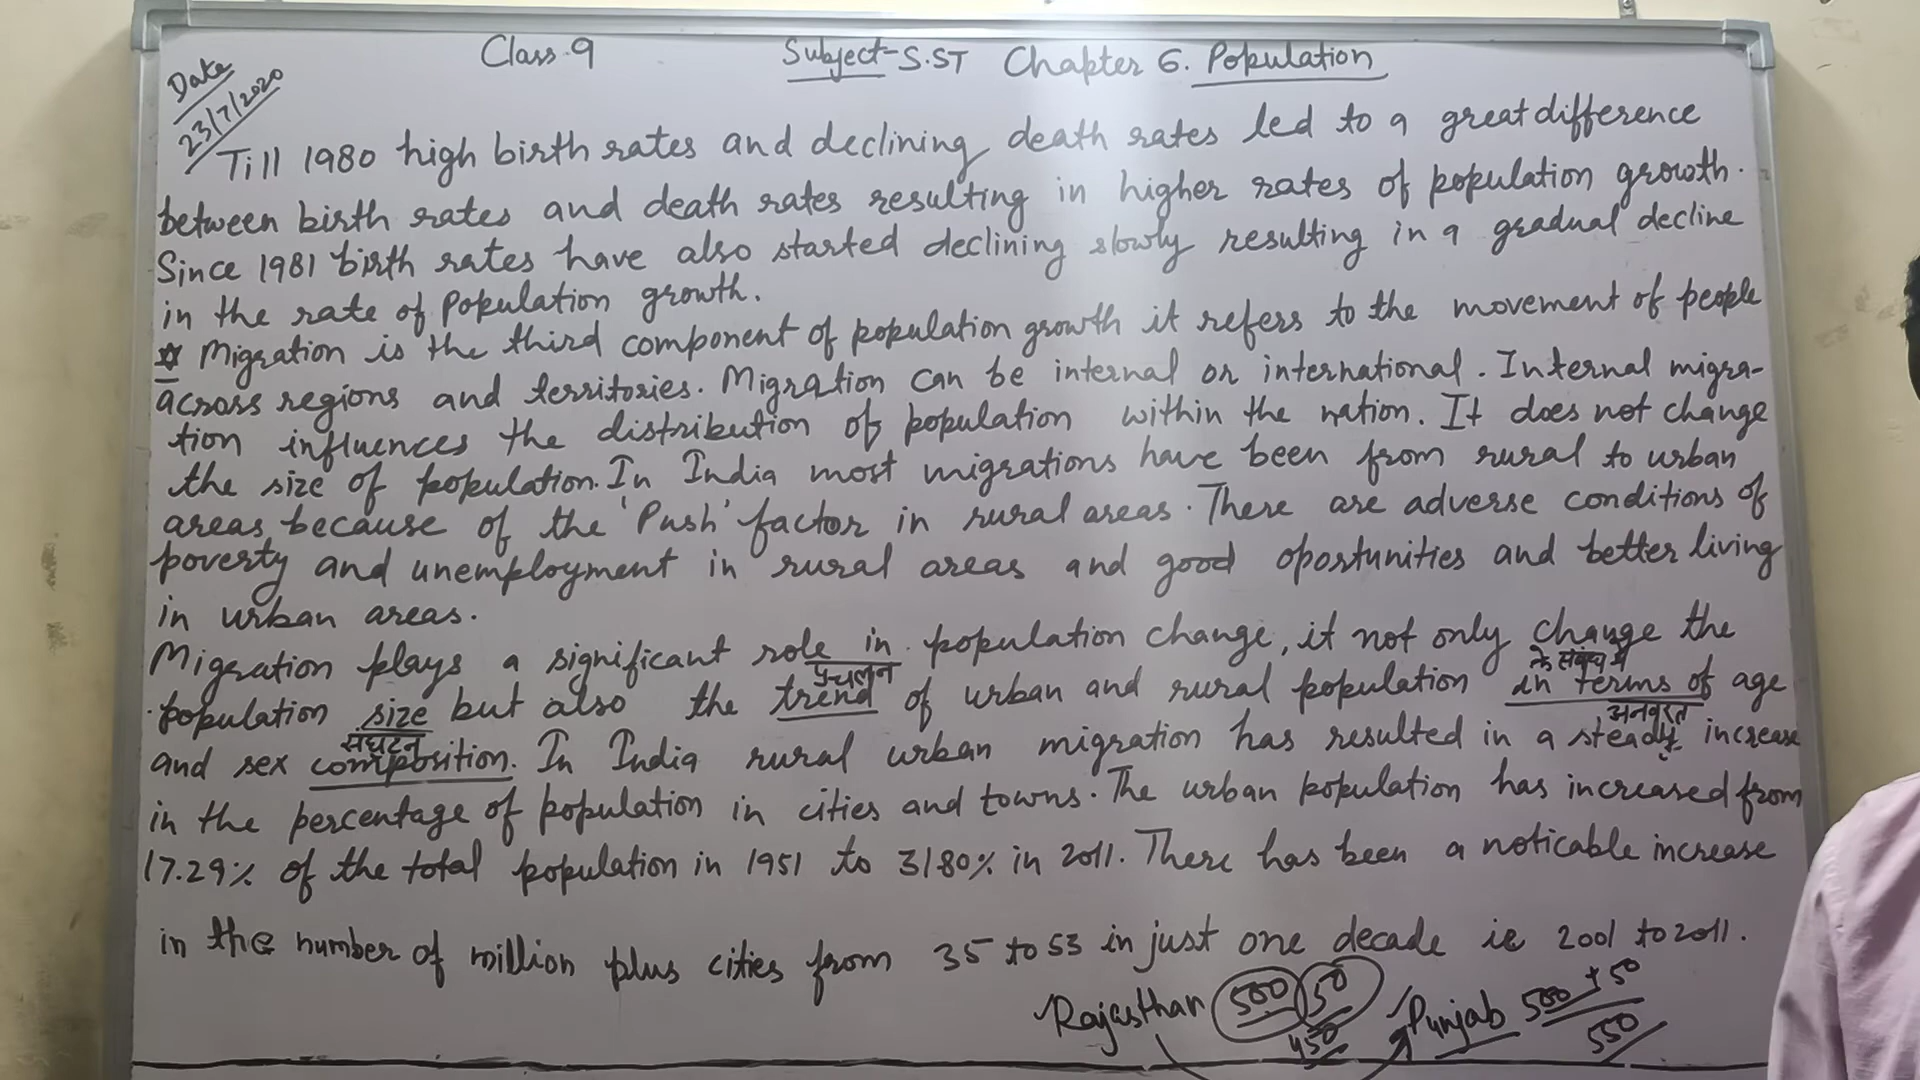 Class 9 Subject-S.ST Chapter 6. Population
Date
23/7/2020
Till 1980 high birth rates and declining death rates led to a great difference
between birth rates and death rates resulting in higher rates of population growth.
Since 1981 birth rates have also started declining slowly resulting in a gradual decline
in the rate of Population growth.
☆ Migration is the third component of population growth it refers to the movement of people
across regions and territories. Migration can be internal or international. Internal migra-
tion influences the distribution of population within the nation. It does not change
the size of population. In India most migrations have been from rural to urban
areas because of the 'Push' factor in rural areas. There are adverse conditions of
poverty and unemployment in rural areas and good oportunities and better living
in urban areas.
Migration plays a significant role in population change, it not only change the
प्रचलन के संबंध में
population size but also the trend of urban and rural population in terms of age
संघटन अनवरत
and sex composition. In India rural urban migration has resulted in a steady increase
in the percentage of population in cities and towns. The urban population has increased from
17.29% of the total population in 1951 to 3180% in 2011. There has been a noticable increase
in the number of million plus cities from 35 to 53 in just one decade ie 2001 to 2011.
Rajasthan 500 50 Punjab 500 + 50
450 550